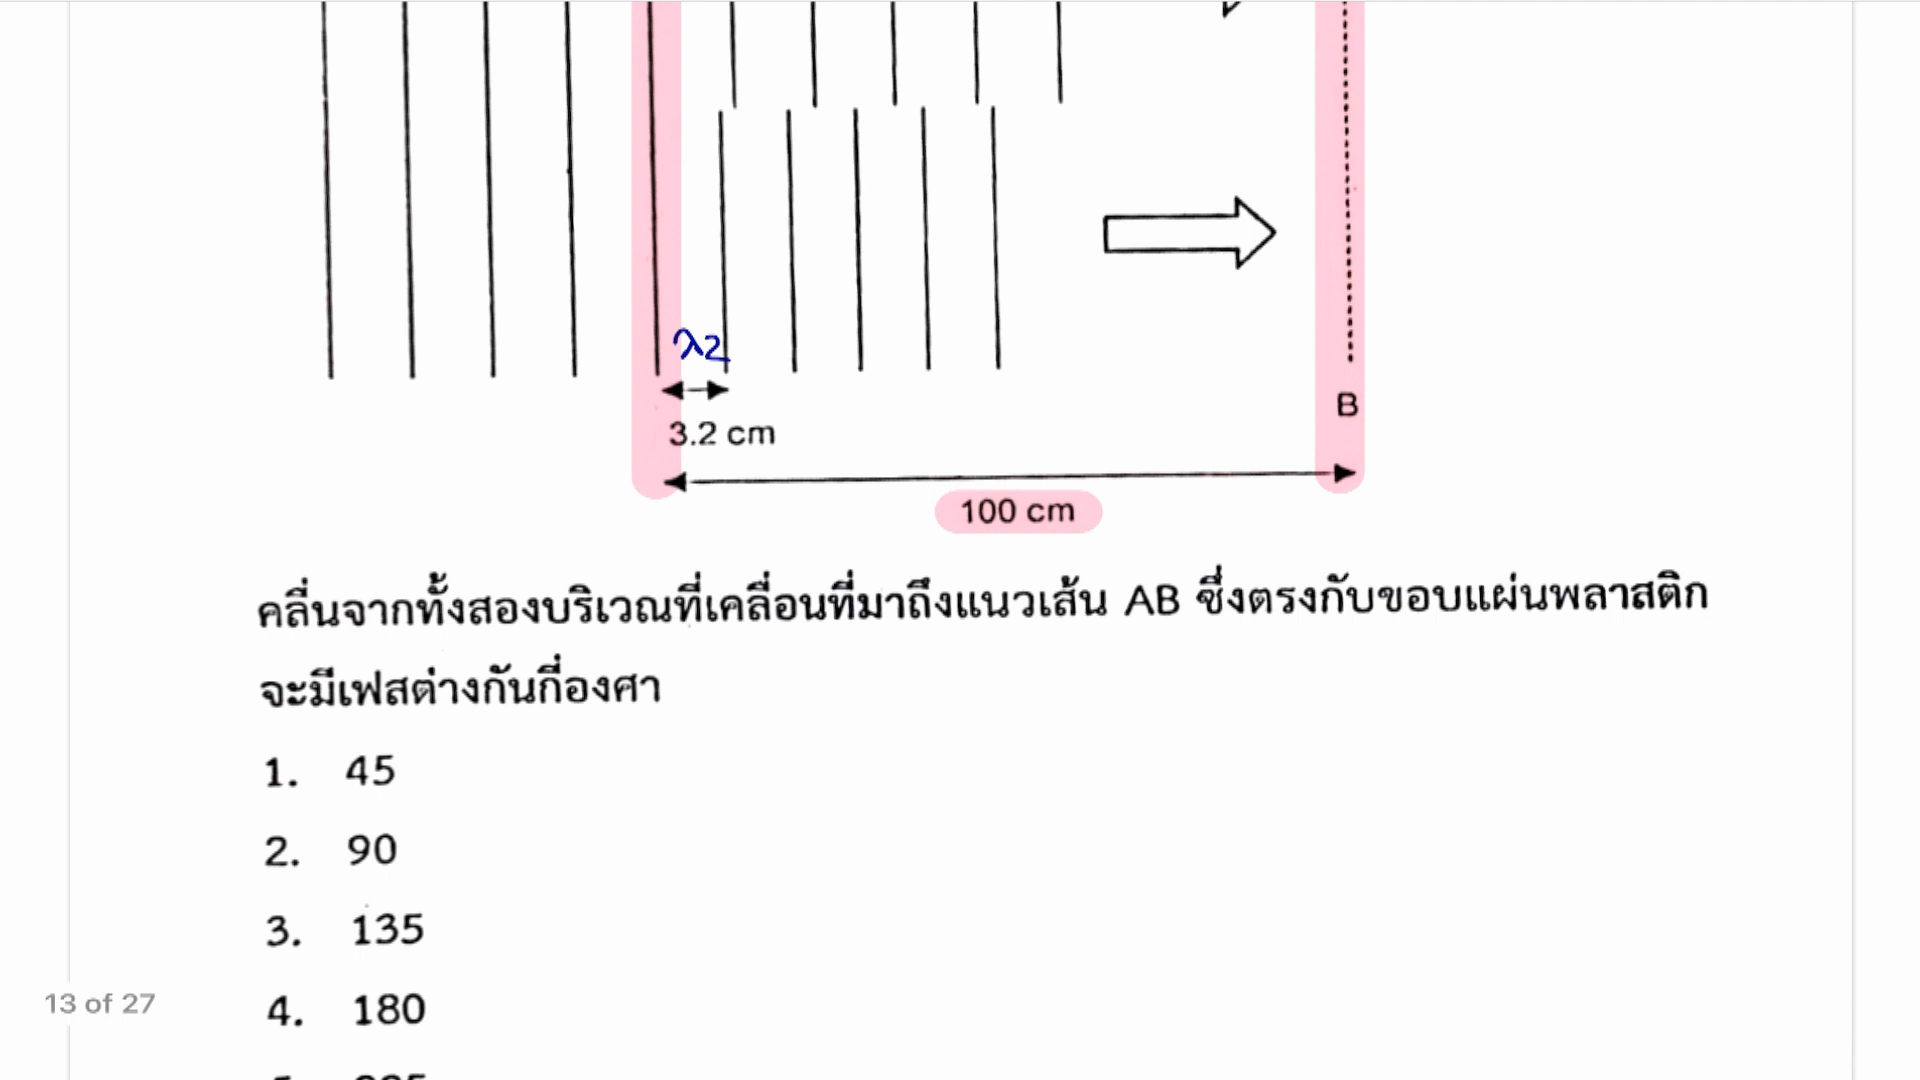 λ2
3.2 cm
B
100 cm
คลื่นจากทั้งสองบริเวณที่เคลื่อนที่มาถึงแนวเส้น AB ซึ่งตรงกับขอบแผ่นพลาสติก
จะมีเฟสต่างกันกี่องศา
1. 45
2. 90
3. 135
4. 180
13 of 27